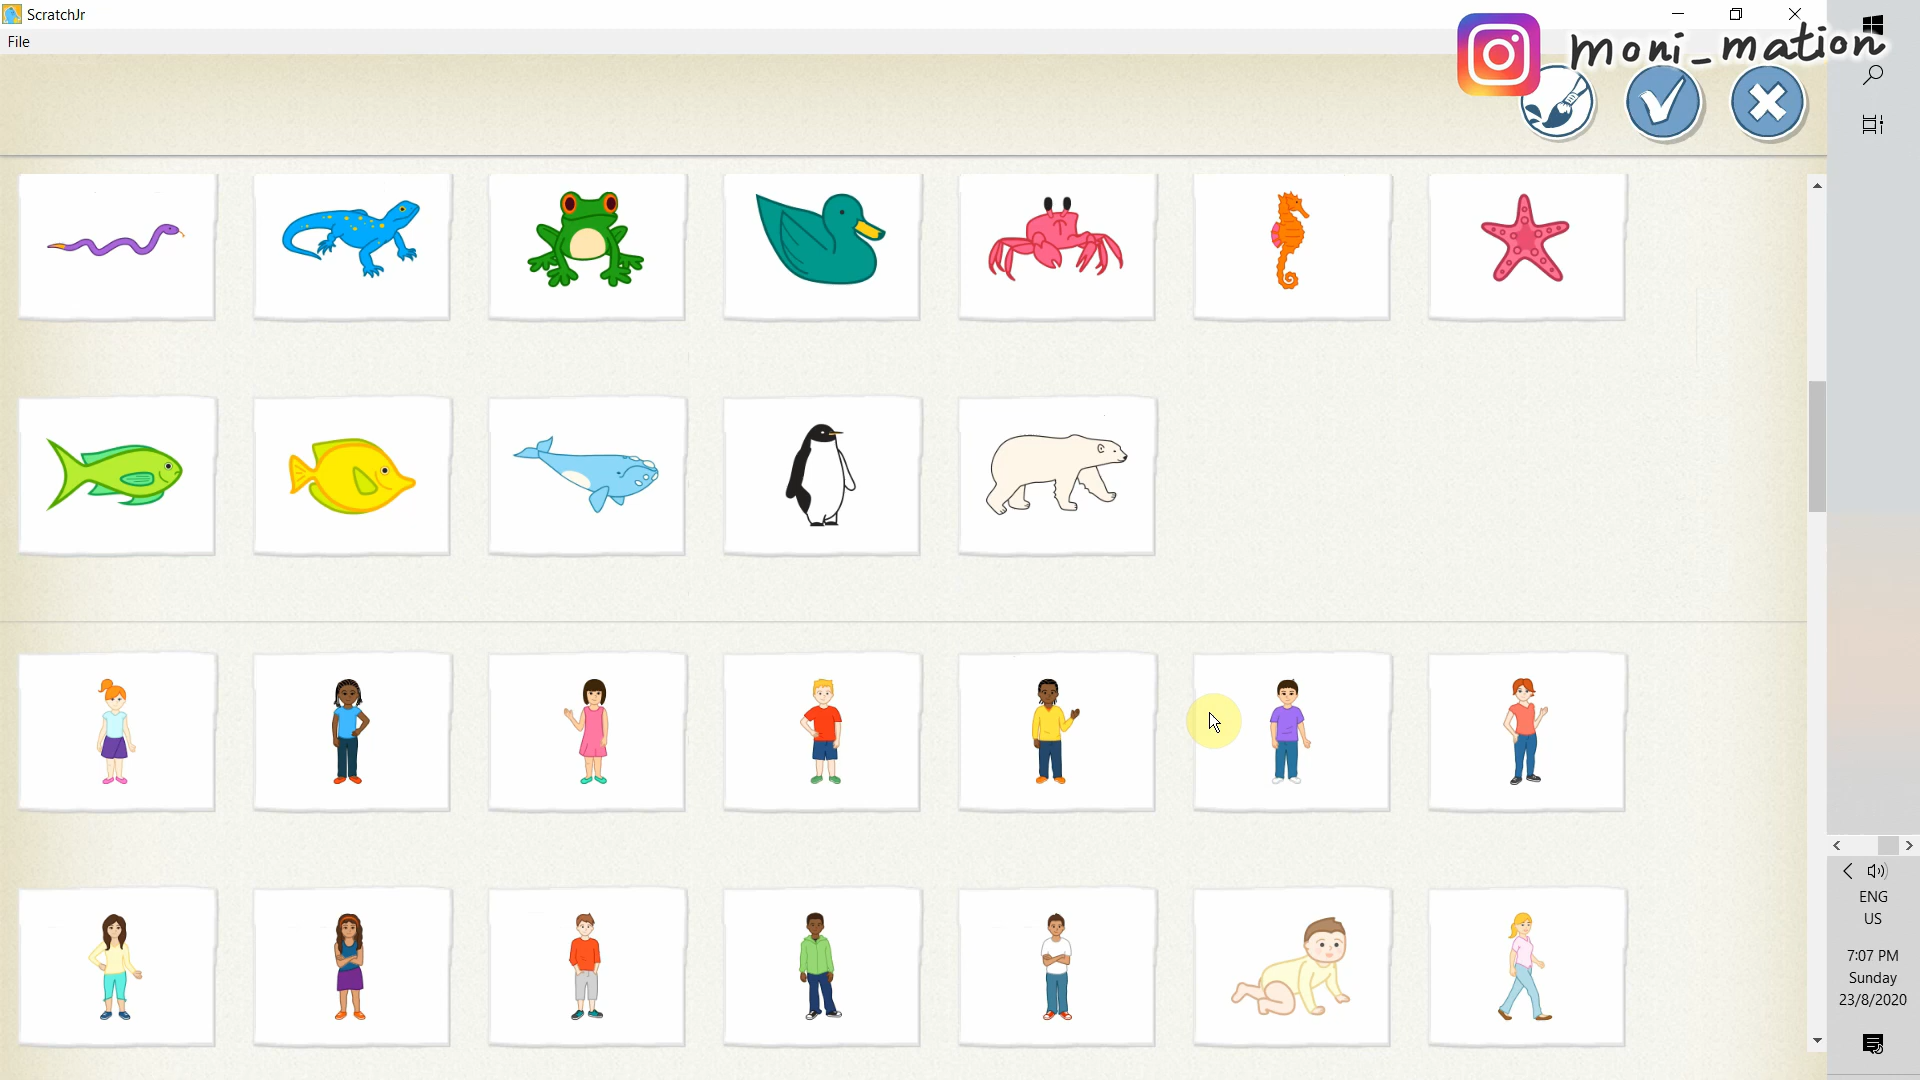 ScratchJr
File
moni_mation
ENG
US
7:07 PM
Sunday
23/8/2020